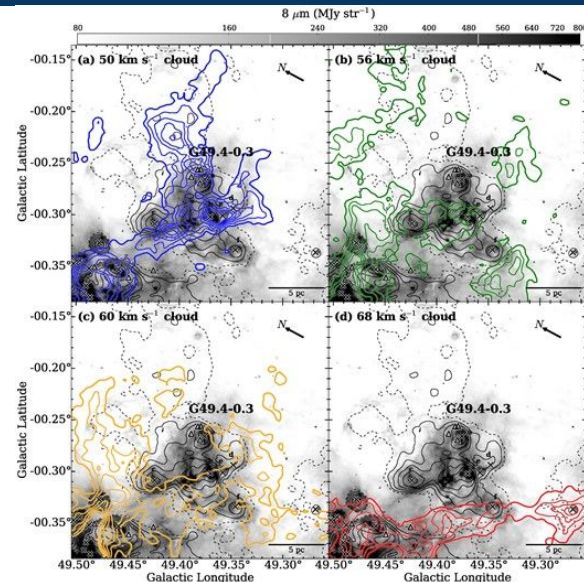 8 μm (MJy str⁻¹)
80 160 240 320 400 480 560 640 720 800
(a) 50 km s⁻¹ cloud
N
G49.4-0.3
5 pc
(b) 56 km s⁻¹ cloud
N
G49.4-0.3
5 pc
(c) 60 km s⁻¹ cloud
N
G49.4-0.3
5 pc
(d) 68 km s⁻¹ cloud
N
G49.4-0.3
5 pc
Galactic Latitude
-00.15°
-00.20°
-00.25°
-00.30°
-00.35°
Galactic Latitude
-00.15°
-00.20°
-00.25°
-00.30°
-00.35°
49.50° 49.45° 49.40° 49.35° 49.30°
Galactic Longitude
49.50° 49.45° 49.40° 49.35° 49.30°
Galactic Longitude